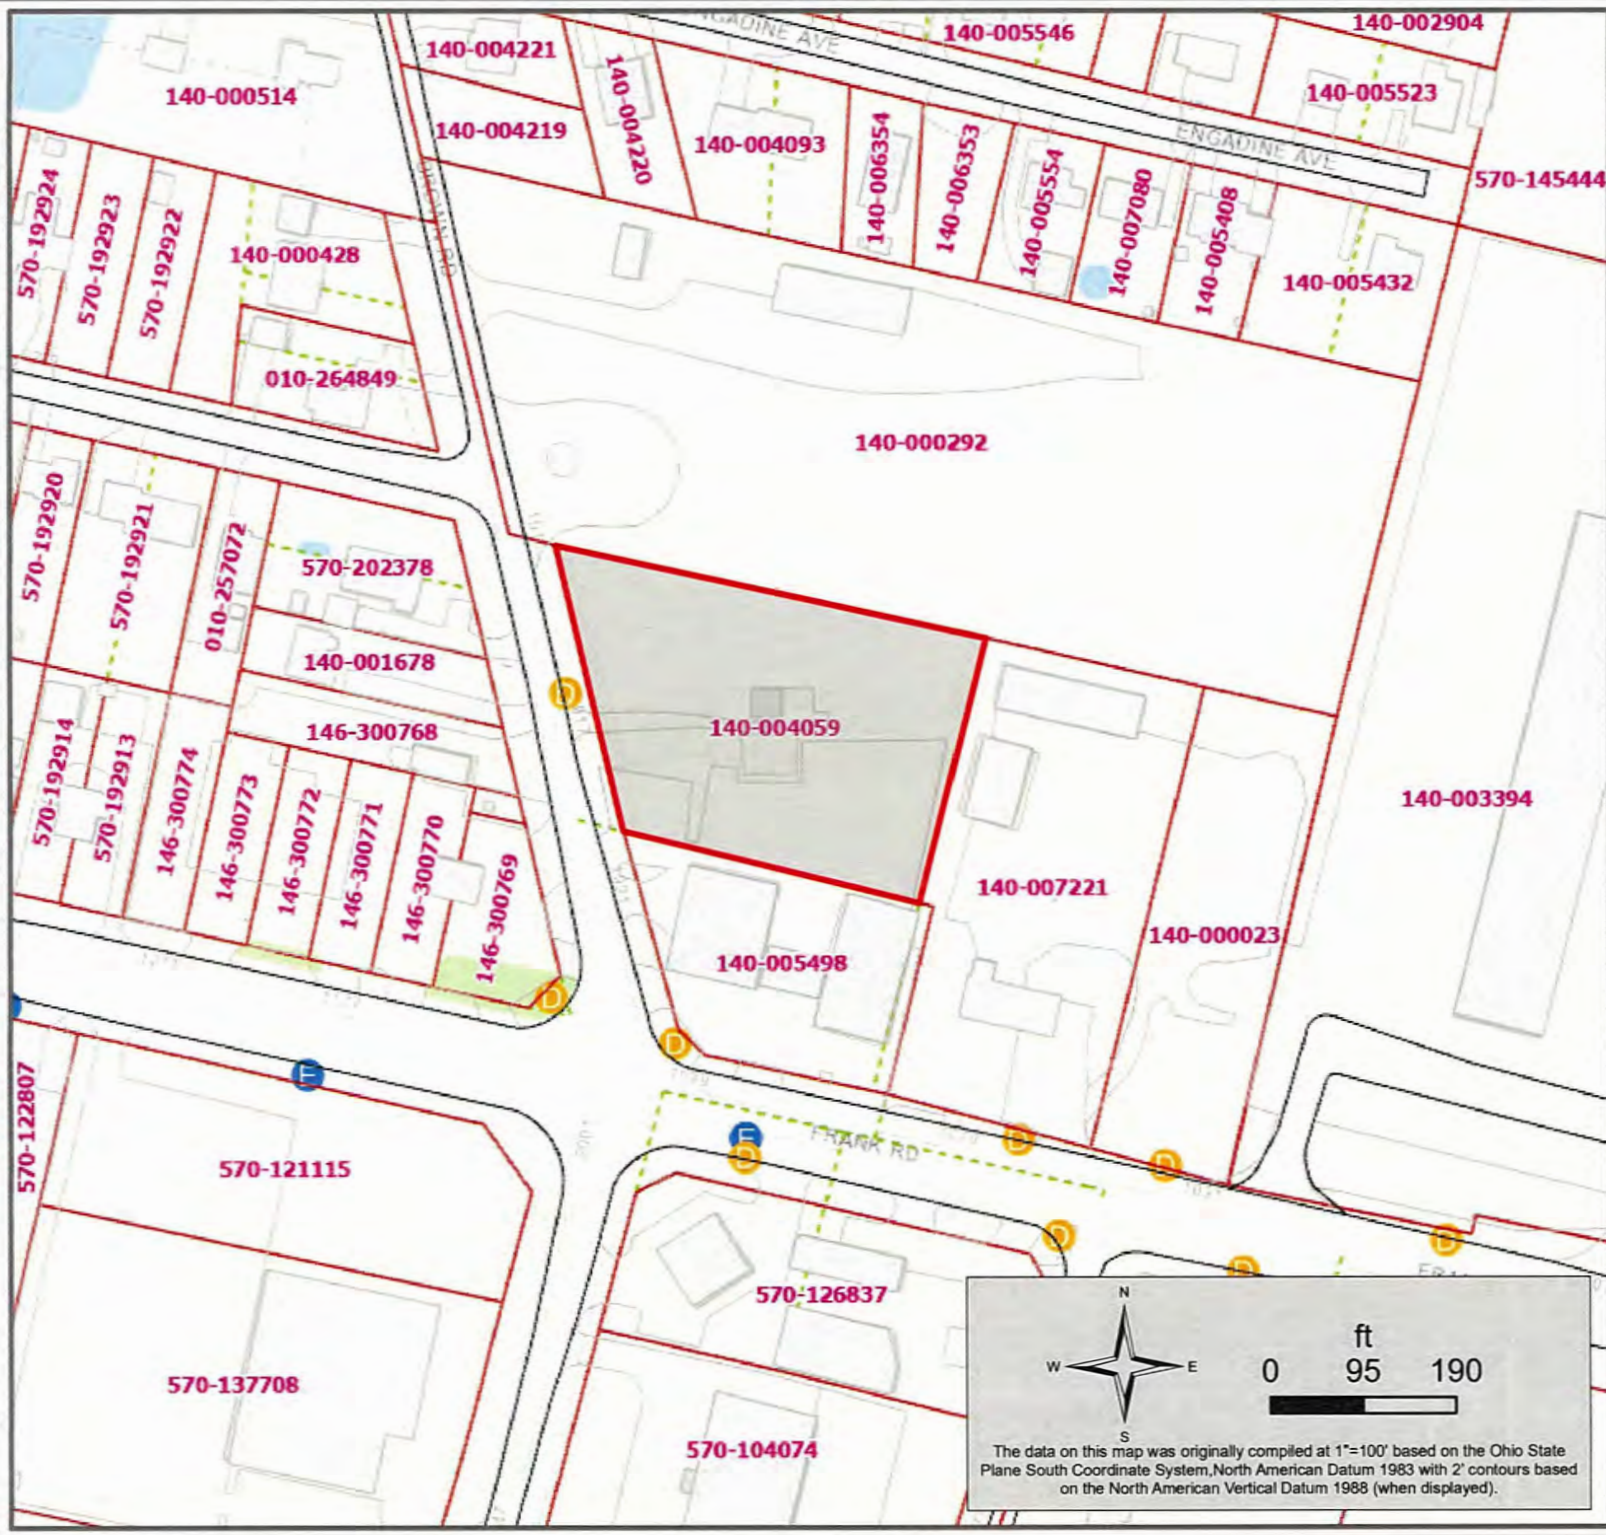 140-002904
140-005546
ENGADINE AVE
140-004221
140-000514
140-005523
140-004219
140-004220
140-004093
140-006354
140-006353
140-005554
ENGADINE AVE
570-145444
570-192924
570-192923
570-192922
BROWN RD
140-007080
140-005408
140-000428
140-005432
010-264849
140-000292
570-192920
570-192921
010-257072
570-202378
140-001678
D
140-004059
146-300768
570-192914
570-192913
146-300774
146-300773
146-300772
146-300771
146-300770
146-300769
140-003394
140-007221
140-000023
140-005498
D
D
T
570-122807
D
FRANK RD
D
D
570-121115
D
D
D
570-126837
570-137708
570-104074
N
W
E
S
ft
0 95 190
The data on this map was originally compiled at 1"=100' based on the Ohio State
Plane South Coordinate System,North American Datum 1983 with 2' contours based
on the North American Vertical Datum 1988 (when displayed).